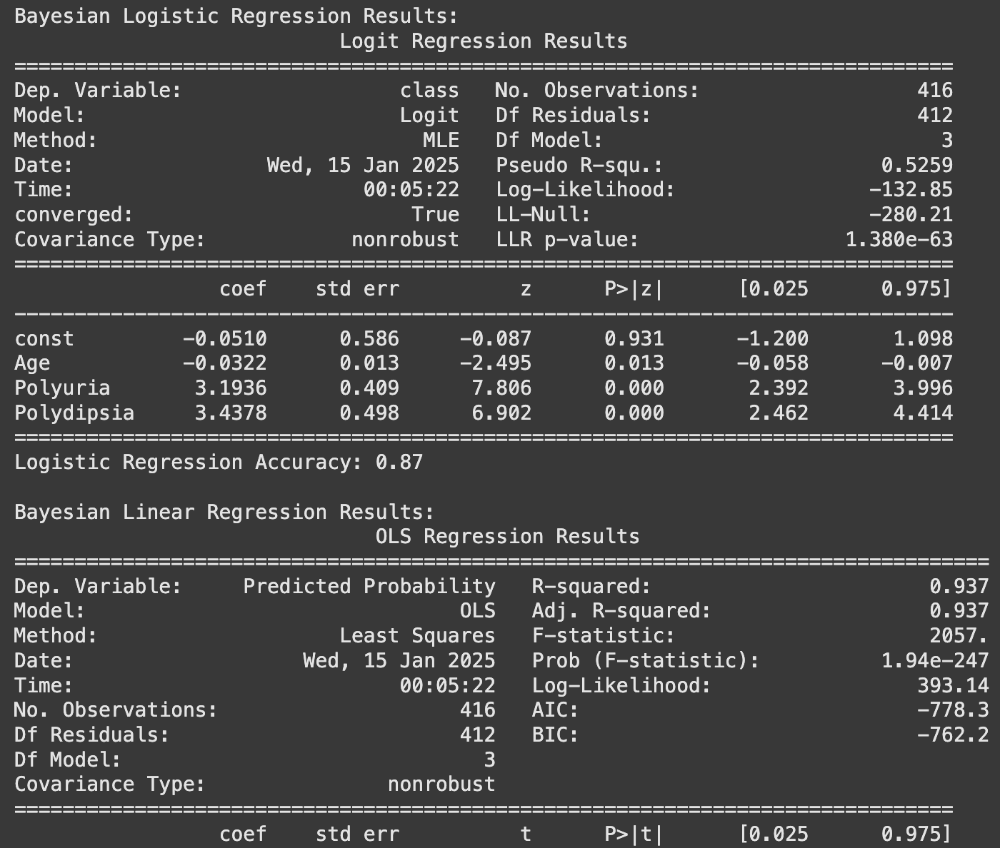 Bayesian Logistic Regression Results:
                           Logit Regression Results
==============================================================================
Dep. Variable:                  class   No. Observations:                  416
Model:                          Logit   Df Residuals:                      412
Method:                           MLE   Df Model:                            3
Date:                Wed, 15 Jan 2025   Pseudo R-squ.:                  0.5259
Time:                        00:05:22   Log-Likelihood:                -132.85
converged:                       True   LL-Null:                       -280.21
Covariance Type:            nonrobust   LLR p-value:                 1.380e-63
==============================================================================
                 coef    std err          z      P>|z|      [0.025      0.975]
------------------------------------------------------------------------------
const         -0.0510      0.586     -0.087      0.931      -1.200       1.098
Age           -0.0322      0.013     -2.495      0.013      -0.058      -0.007
Polyuria       3.1936      0.409      7.806      0.000       2.392       3.996
Polydipsia     3.4378      0.498      6.902      0.000       2.462       4.414
==============================================================================
Logistic Regression Accuracy: 0.87

Bayesian Linear Regression Results:
                              OLS Regression Results
=================================================================================
Dep. Variable:     Predicted Probability   R-squared:                       0.937
Model:                               OLS   Adj. R-squared:                  0.937
Method:                    Least Squares   F-statistic:                     2057.
Date:                   Wed, 15 Jan 2025   Prob (F-statistic):          1.94e-247
Time:                           00:05:22   Log-Likelihood:                 393.14
No. Observations:                    416   AIC:                            -778.3
Df Residuals:                        412   BIC:                            -762.2
Df Model:                              3
Covariance Type:               nonrobust
==============================================================================
                 coef    std err          t      P>|t|      [0.025      0.975]